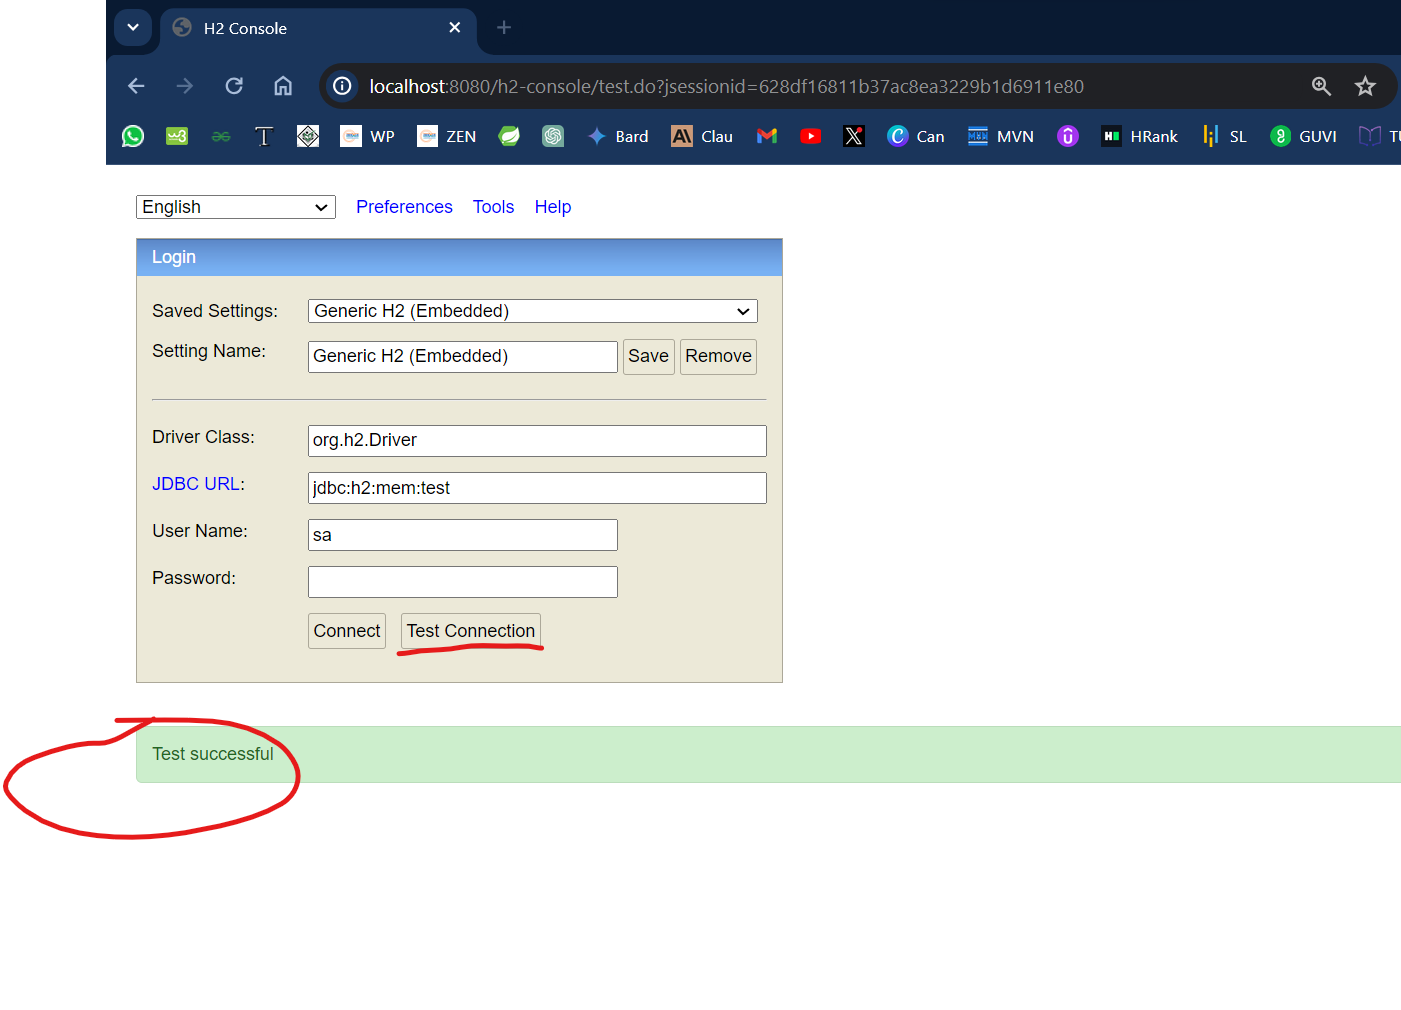 H2 Console
localhost:8080/h2-console/test.do?jsessionid=628df16811b37ac8ea3229b1d6911e80
WP ZEN Bard Clau Can MVN HRank SL GUVI
English Preferences Tools Help
Login
Saved Settings: Generic H2 (Embedded)
Setting Name: Generic H2 (Embedded) Save Remove
Driver Class: org.h2.Driver
JDBC URL: jdbc:h2:mem:test
User Name: sa
Password:
Connect Test Connection
Test successful